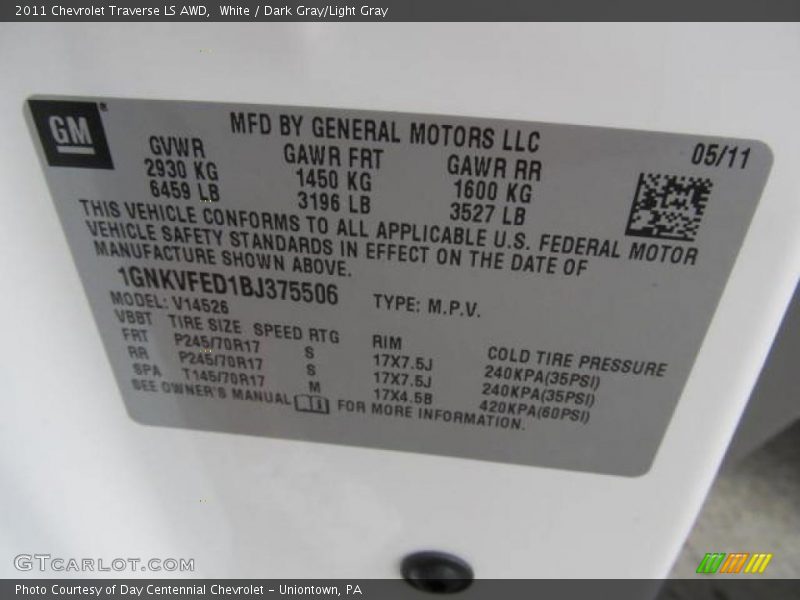 2011 Chevrolet Traverse LS AWD,  White / Dark Gray/Light Gray
GM®
MFD BY GENERAL MOTORS LLC
05/11
GVWR GAWR FRT GAWR RR
2930 KG 1450 KG 1600 KG
6459 LB 3196 LB 3527 LB
THIS VEHICLE CONFORMS TO ALL APPLICABLE U.S. FEDERAL MOTOR
VEHICLE SAFETY STANDARDS IN EFFECT ON THE DATE OF
MANUFACTURE SHOWN ABOVE.
1GNKVFED1BJ375506 TYPE: M.P.V.
MODEL: V14526
VBBT TIRE SIZE SPEED RTG RIM COLD TIRE PRESSURE
FRT P245/70R17 S 17X7.5J 240KPA(35PSI)
RR P245/70R17 S 17X7.5J 240KPA(35PSI)
SPA T145/70R17 M 17X4.5B 420KPA(60PSI)
SEE OWNER'S MANUAL FOR MORE INFORMATION.
GTCARLOT.COM
Photo Courtesy of Day Centennial Chevrolet - Uniontown, PA